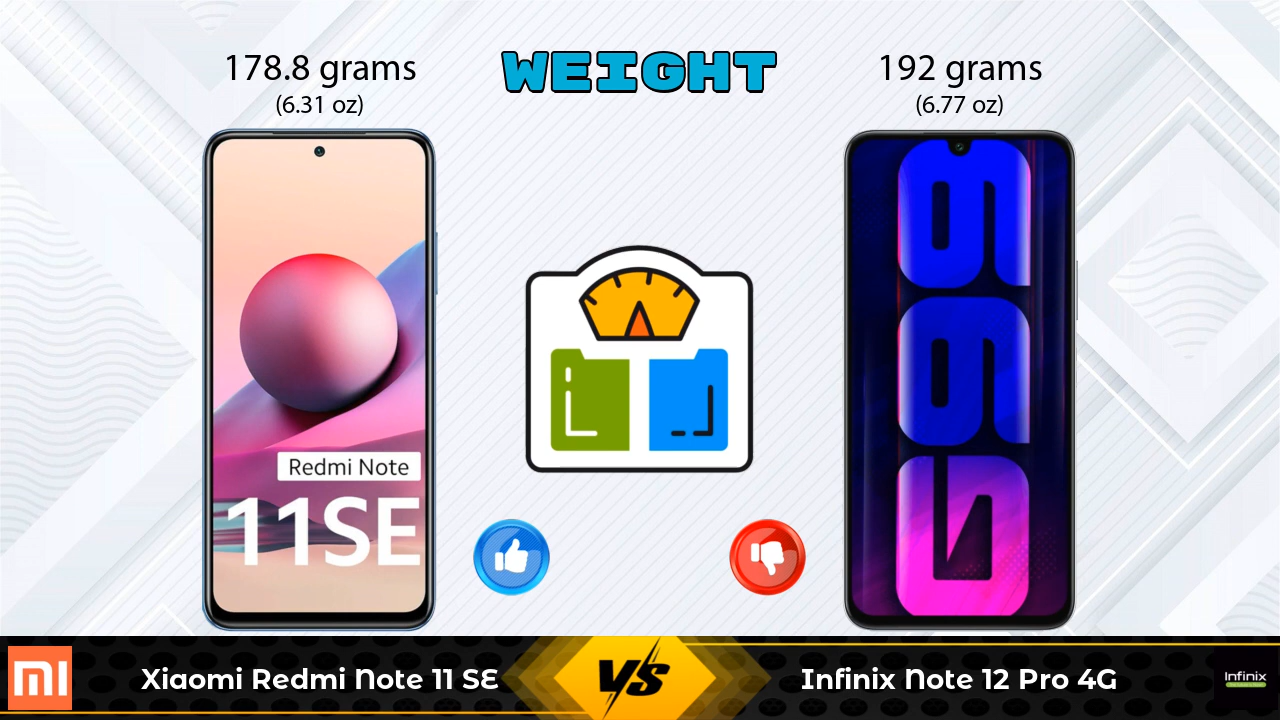 178.8 grams
(6.31 oz)
WEIGHT
192 grams
(6.77 oz)
Redmi Note
11SE
G99
mi
Xiaomi Redmi Note 11 SE
VS
Infinix Note 12 Pro 4G
Infinix